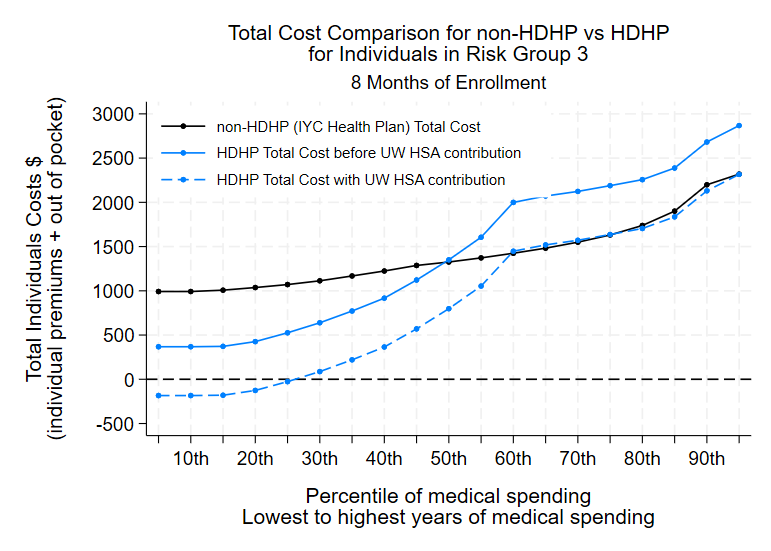 Total Cost Comparison for non-HDHP vs HDHP
for Individuals in Risk Group 3
8 Months of Enrollment
non-HDHP (IYC Health Plan) Total Cost
HDHP Total Cost before UW HSA contribution
HDHP Total Cost with UW HSA contribution
Total Individuals Costs $
(individual premiums + out of pocket)
3000
2500
2000
1500
1000
500
0
-500
10th 20th 30th 40th 50th 60th 70th 80th 90th
Percentile of medical spending
Lowest to highest years of medical spending